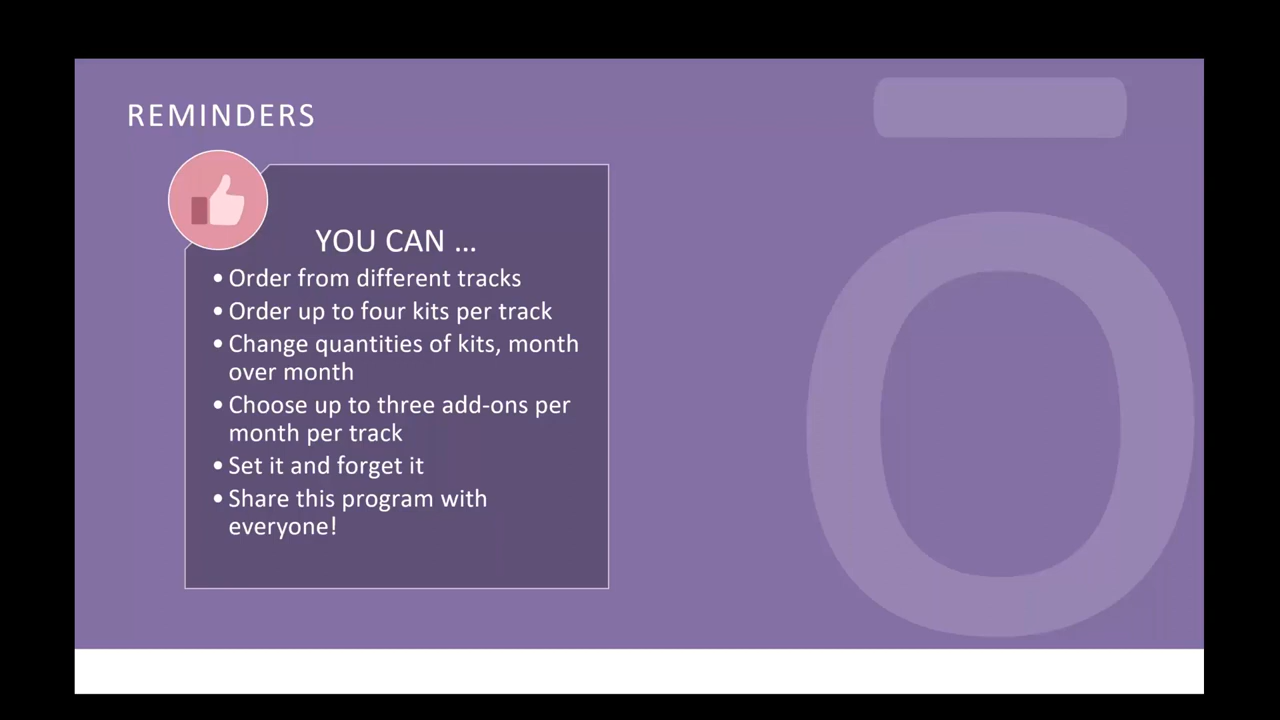 REMINDERS
YOU CAN ...
• Order from different tracks
• Order up to four kits per track
• Change quantities of kits, month
over month
• Choose up to three add-ons per
month per track
• Set it and forget it
• Share this program with
everyone!
Ō